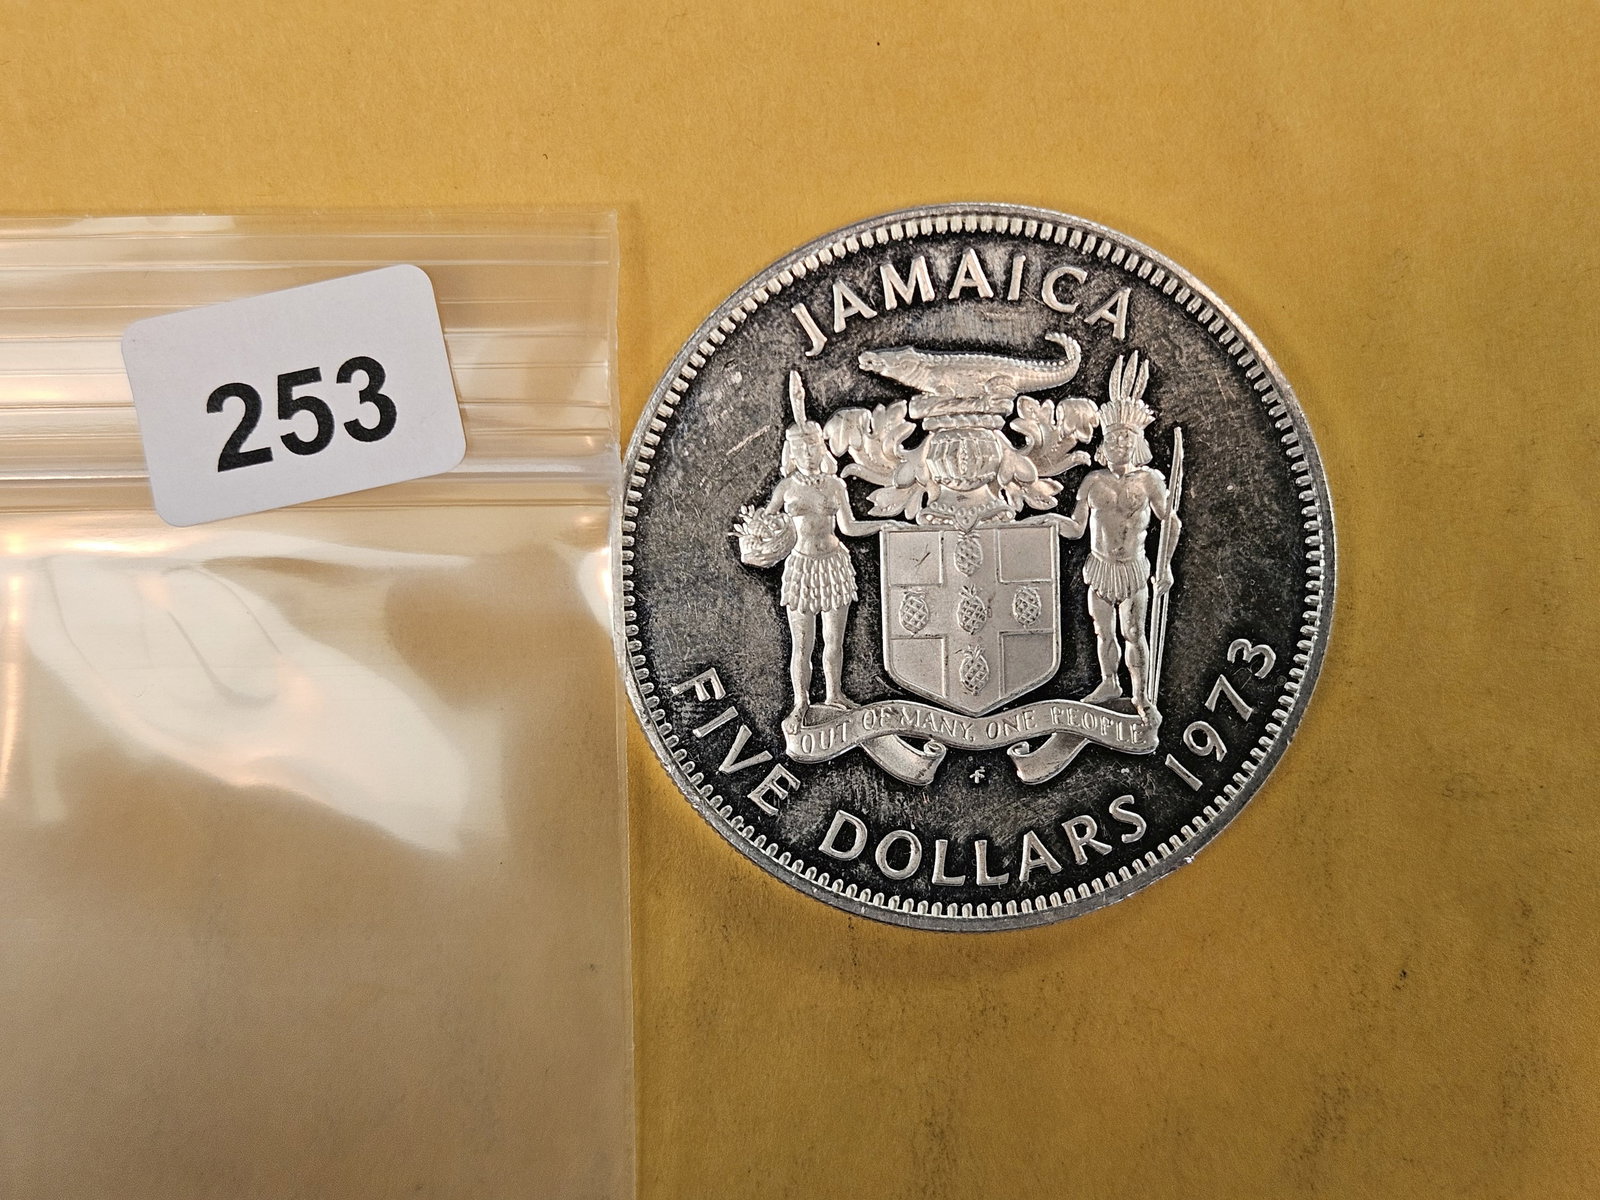 253
JAMAICA
OUT OF MANY, ONE PEOPLE
FIVE DOLLARS 1973